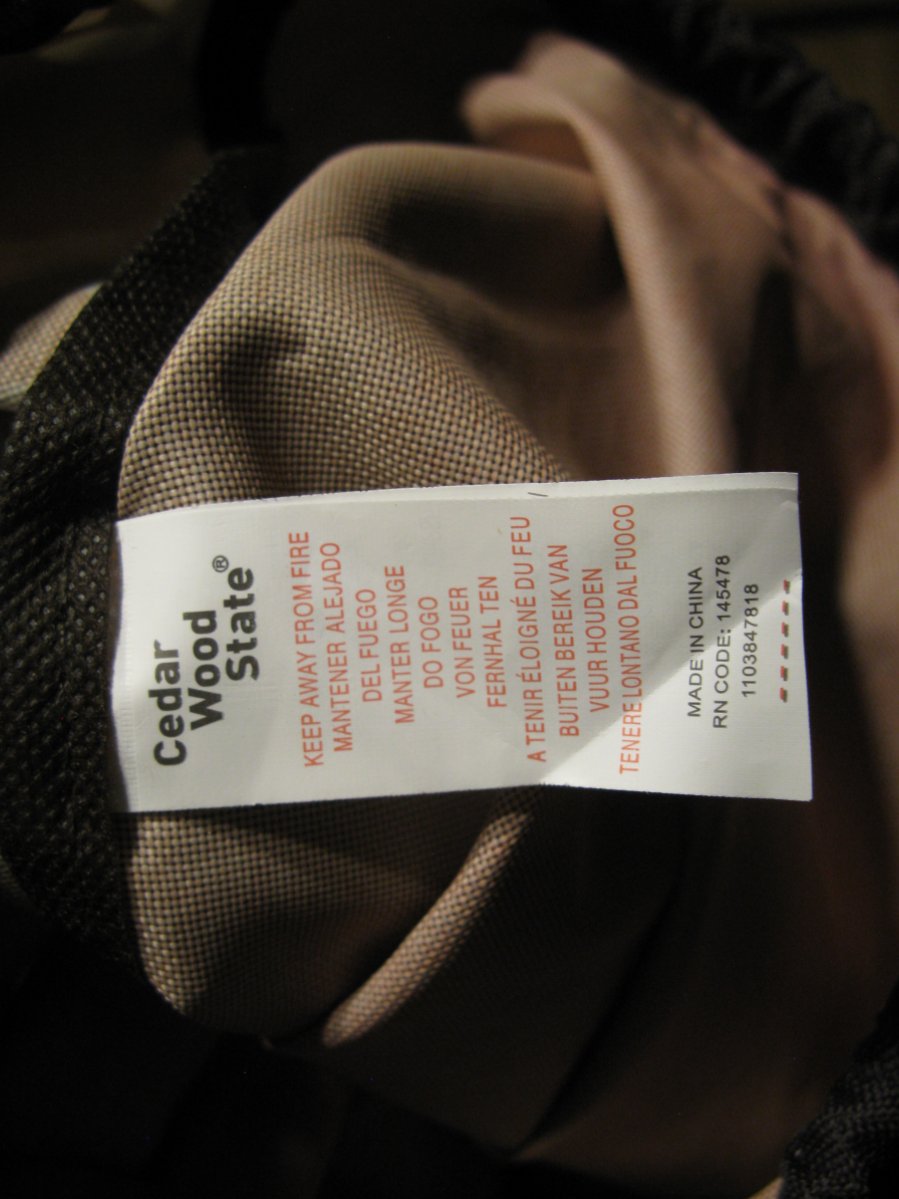 Cedar
Wood
State®
KEEP AWAY FROM FIRE
MANTENER ALEJADO
DEL FUEGO
MANTER LONGE
DO FOGO
VON FEUER
FERNHAL TEN
A TENIR ÉLOIGNÉ DU FEU
BUITEN BEREIK VAN
VUUR HOUDEN
TENERE LONTANO DAL FUOCO
MADE IN CHINA
RN CODE: 145478
1103847818